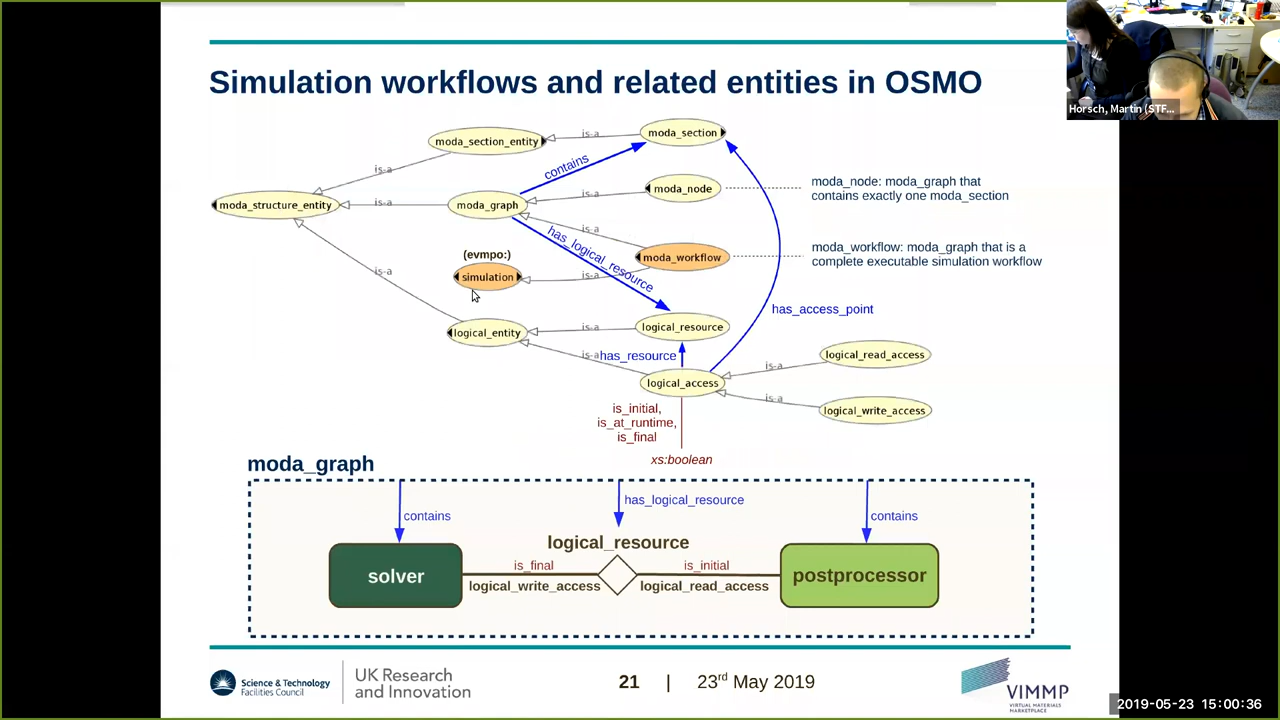 Simulation workflows and related entities in OSMO
Horsch, Martin (STF...
moda_section_entity
is-a
moda_section
is-a
contains
moda_structure_entity
is-a
moda_graph
is-a
moda_node
moda_node: moda_graph that
contains exactly one moda_section
is-a
has_logical_resource
(evmpo:)
simulation
is-a
moda_workflow
moda_workflow: moda_graph that is a
complete executable simulation workflow
is-a
logical_entity
is-a
logical_resource
has_access_point
is-a
has_resource
logical_access
is-a
logical_read_access
is-a
logical_write_access
is_initial,
is_at_runtime,
is_final
xs:boolean
moda_graph
contains
has_logical_resource
contains
logical_resource
solver
is_final
logical_write_access
is_initial
logical_read_access
postprocessor
Science & Technology
Facilities Council
UK Research
and Innovation
21 | 23rd May 2019
VIMMP
VIRTUAL MATERIALS
MARKETPLACE
2019-05-23 15:00:36